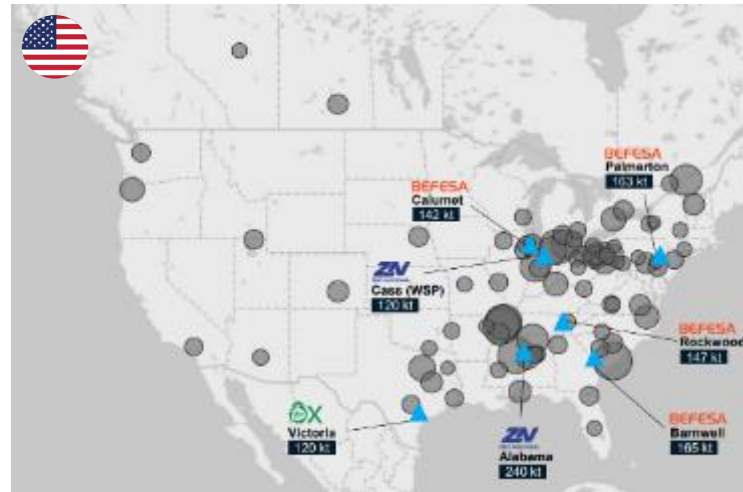 BEFESA
Palmerton
163 kt
BEFESA
Calumet
142 kt
ZN
Cass (WSP)
120 kt
BEFESA
Rockwood
147 kt
X
Victoria
120 kt
ZN
Alabama
240 kt
BEFESA
Barnwell
165 kt